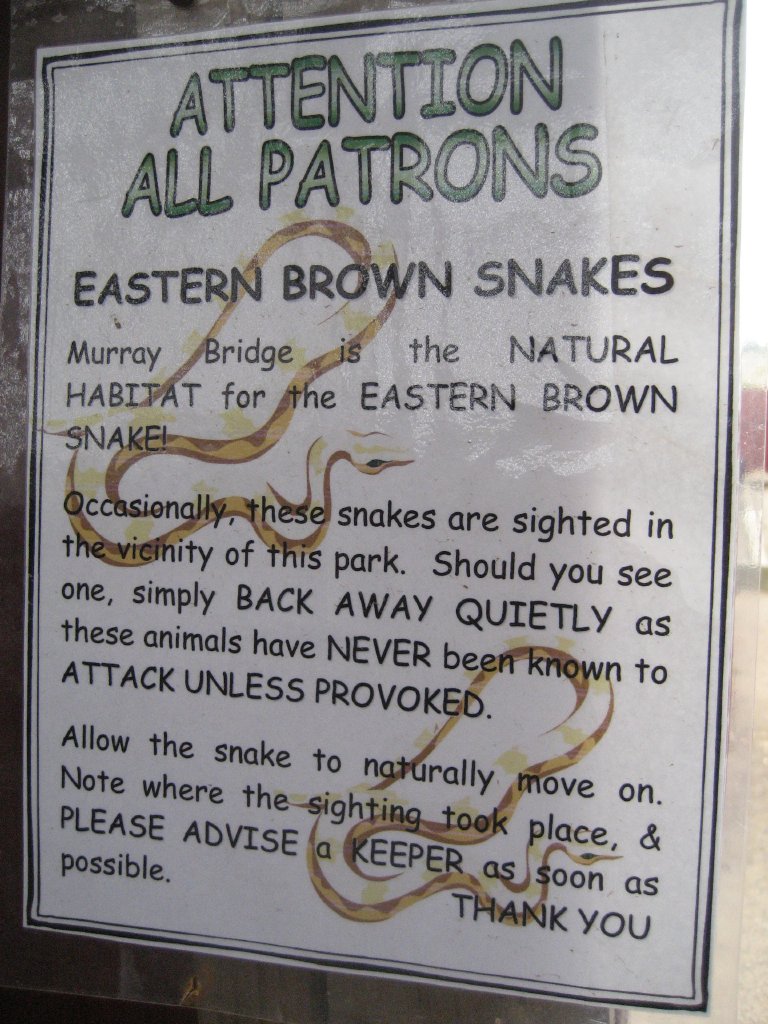 ATTENTION
ALL PATRONS
EASTERN BROWN SNAKES
Murray Bridge is the NATURAL
HABITAT for the EASTERN BROWN
SNAKE!
Occasionally, these snakes are sighted in
the vicinity of this park. Should you see
one, simply BACK AWAY QUIETLY as
these animals have NEVER been known to
ATTACK UNLESS PROVOKED.
Allow the snake to naturally move on.
Note where the sighting took place, &
PLEASE ADVISE a KEEPER as soon as
possible.
THANK YOU